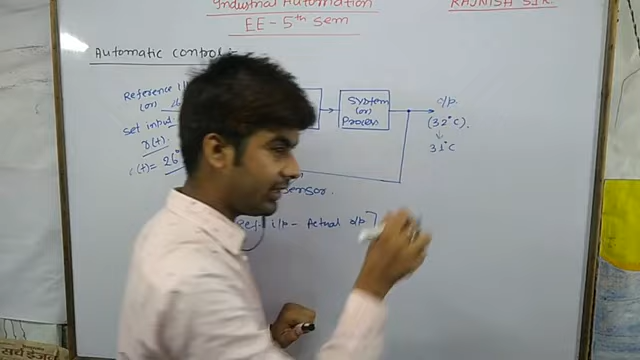 Industrial Automation
EE - 5th Sem
RAJNISH SIR.
Automatic
Reference
(or)
set input
r(t).
r(t) = 26°
System
(or)
Process
o/p.
(32°C).
↓
31°C
Sensor.
Ref. i/p - Actual o/p]